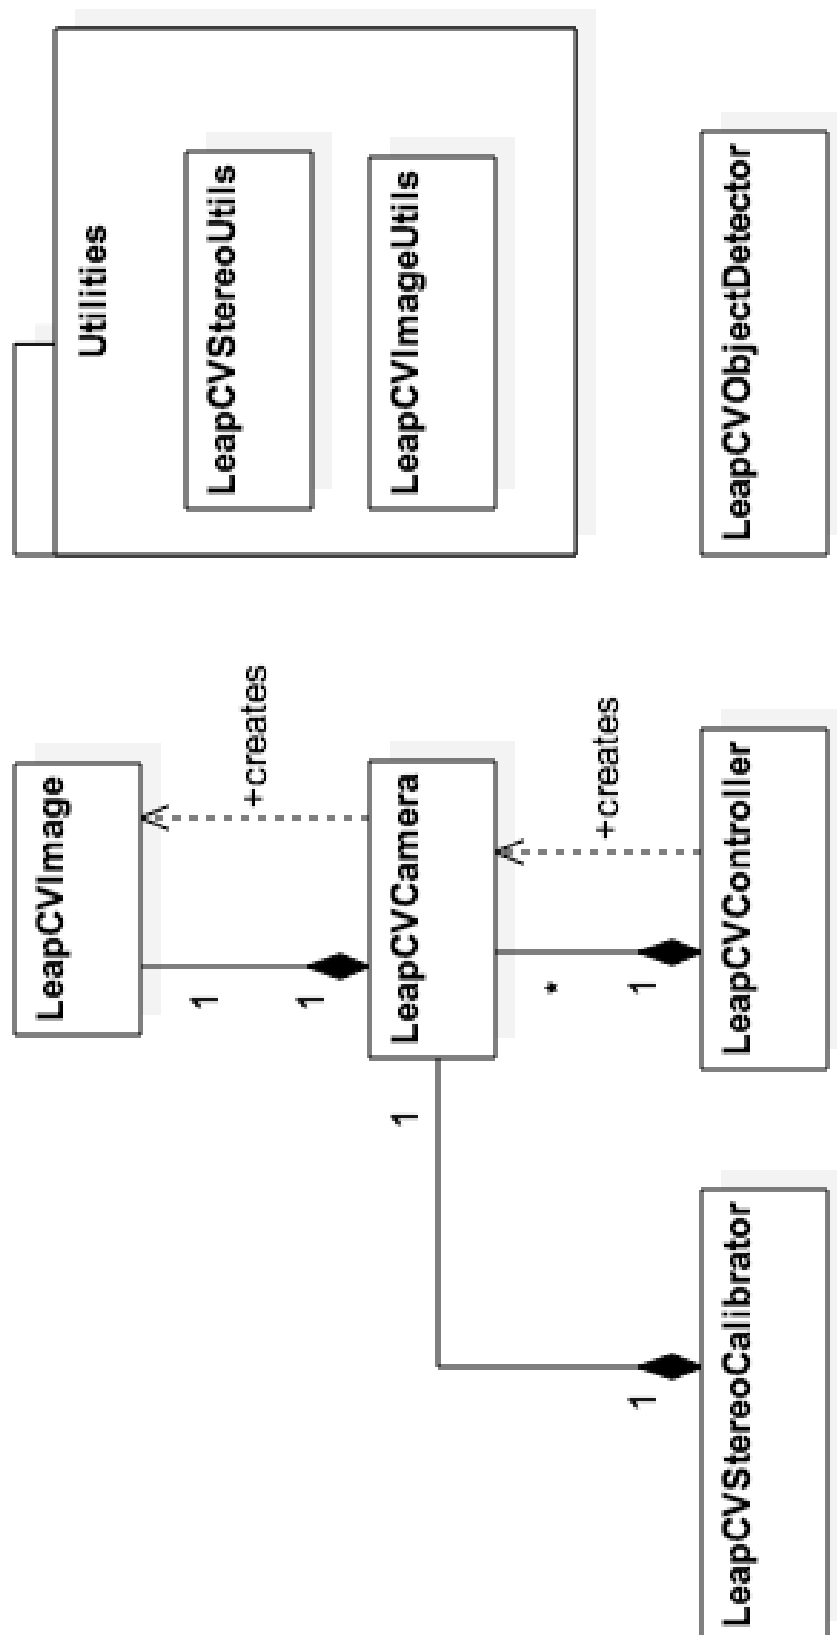 LeapCVImage
Utilities
1
+creates
LeapCVStereoUtils
1
1
LeapCVCamera
LeapCVImageUtils
*
+creates
1
1
LeapCVStereoCalibrator
LeapCVController
LeapCVObjectDetector